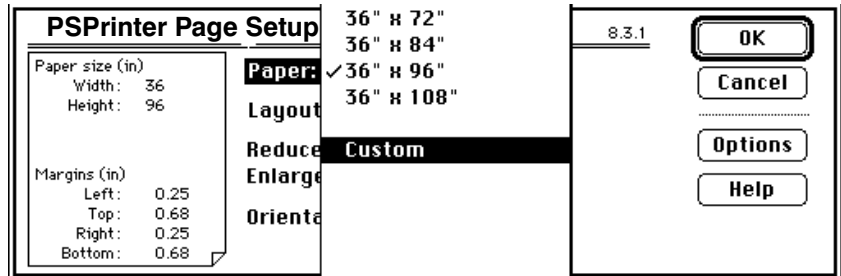 PSPrinter Page Setup
8.3.1
Paper size (in)
Width: 36
Height: 96
Margins (in)
Left: 0.25
Top: 0.68
Right: 0.25
Bottom: 0.68
Paper:
Layout
Reduce
Enlarge
Orienta
36" x 72"
36" x 84"
✓36" x 96"
36" x 108"
Custom
OK
Cancel
Options
Help